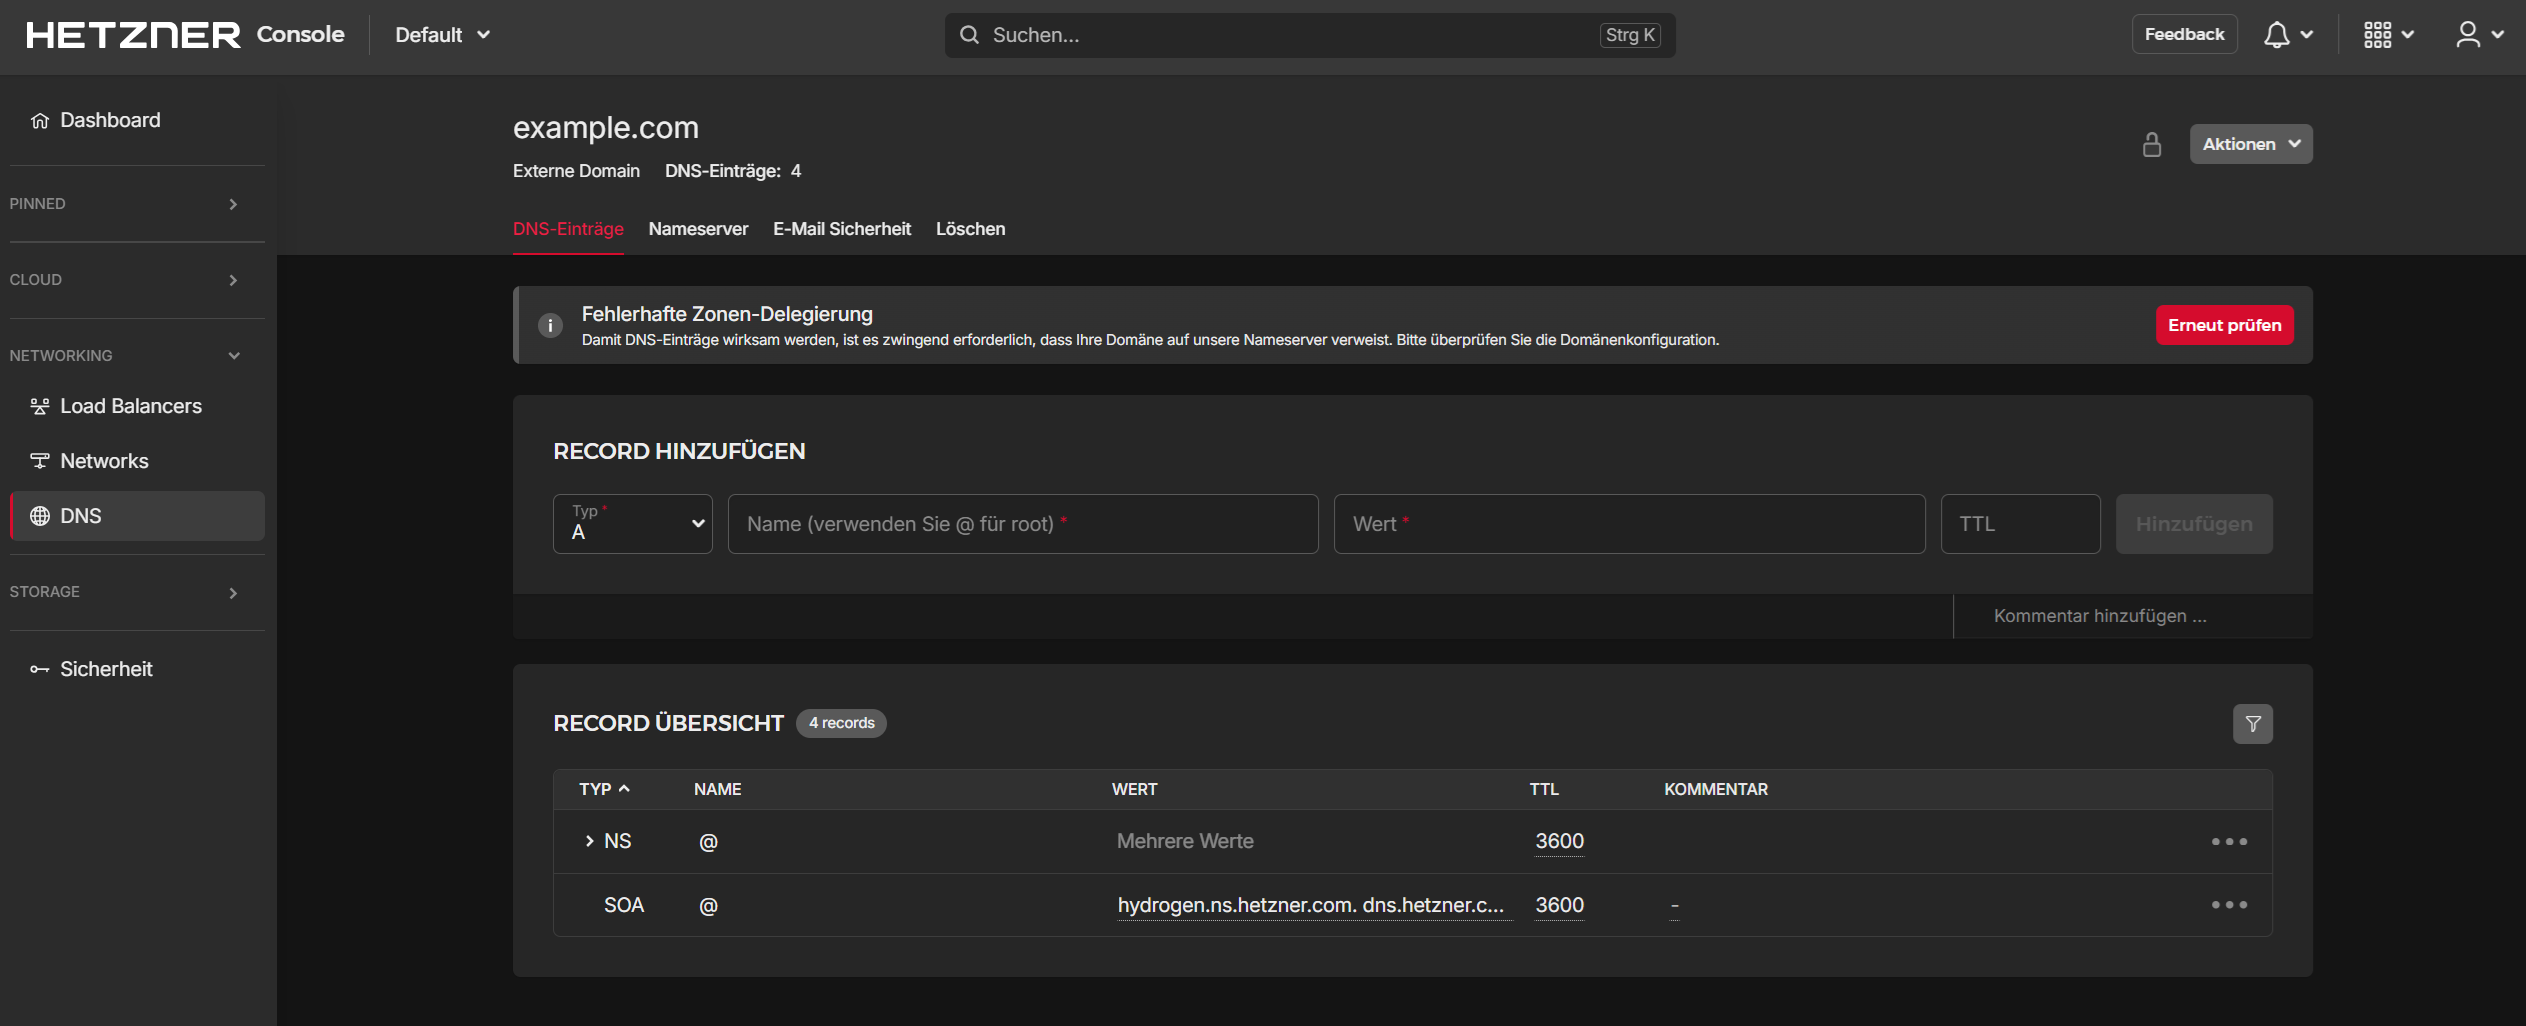 HETZNER Console
Default
Suchen...
Strg K
Feedback
Dashboard
PINNED
CLOUD
NETWORKING
Load Balancers
Networks
DNS
STORAGE
Sicherheit
example.com
Externe Domain DNS-Einträge: 4
Aktionen
DNS-Einträge Nameserver E-Mail Sicherheit Löschen
Fehlerhafte Zonen-Delegierung
Damit DNS-Einträge wirksam werden, ist es zwingend erforderlich, dass Ihre Domäne auf unsere Nameserver verweist. Bitte überprüfen Sie die Domänenkonfiguration.
Erneut prüfen
RECORD HINZUFÜGEN
Typ *
A
Name (verwenden Sie @ für root) *
Wert *
TTL
Hinzufügen
Kommentar hinzufügen ...
RECORD ÜBERSICHT 4 records
TYP NAME WERT TTL KOMMENTAR
NS @ Mehrere Werte 3600
SOA @ hydrogen.ns.hetzner.com. dns.hetzner.c... 3600 -